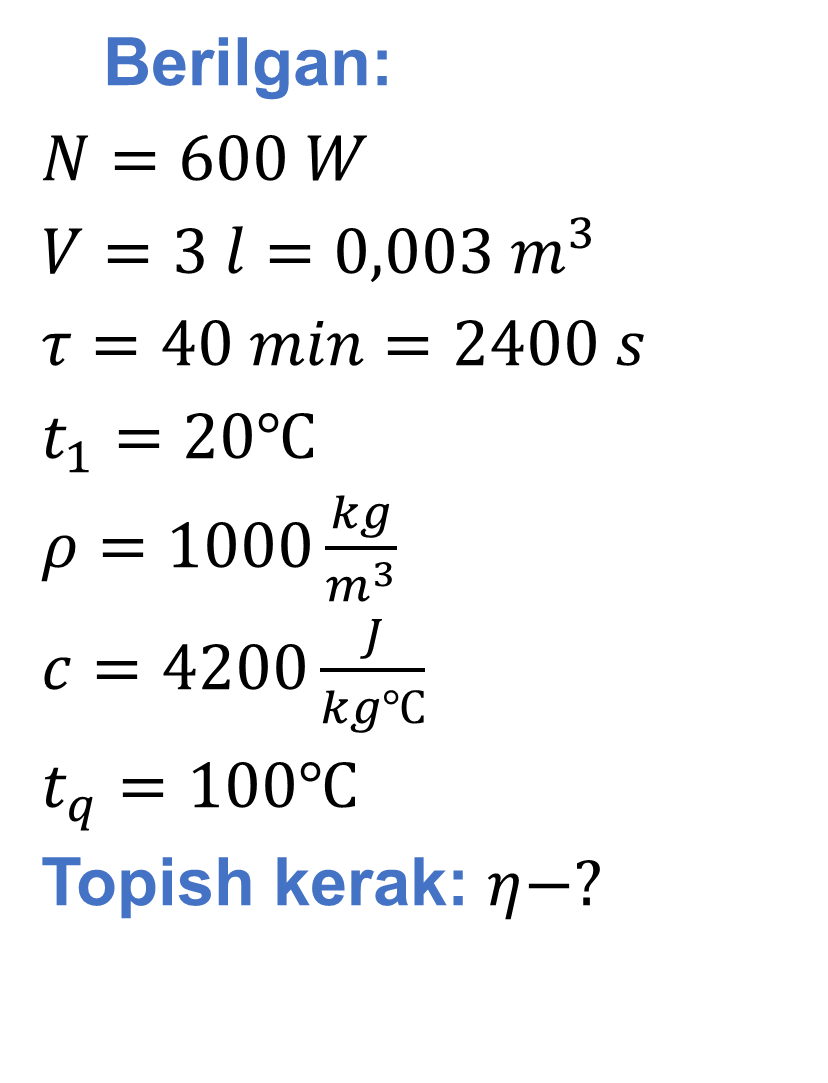 Berilgan:
N = 600 W
V = 3 l = 0,003 m³
τ = 40 min = 2400 s
t₁ = 20℃
ρ = 1000 kg/m³
c = 4200 J/kg℃
t_q = 100℃
Topish kerak: η−?